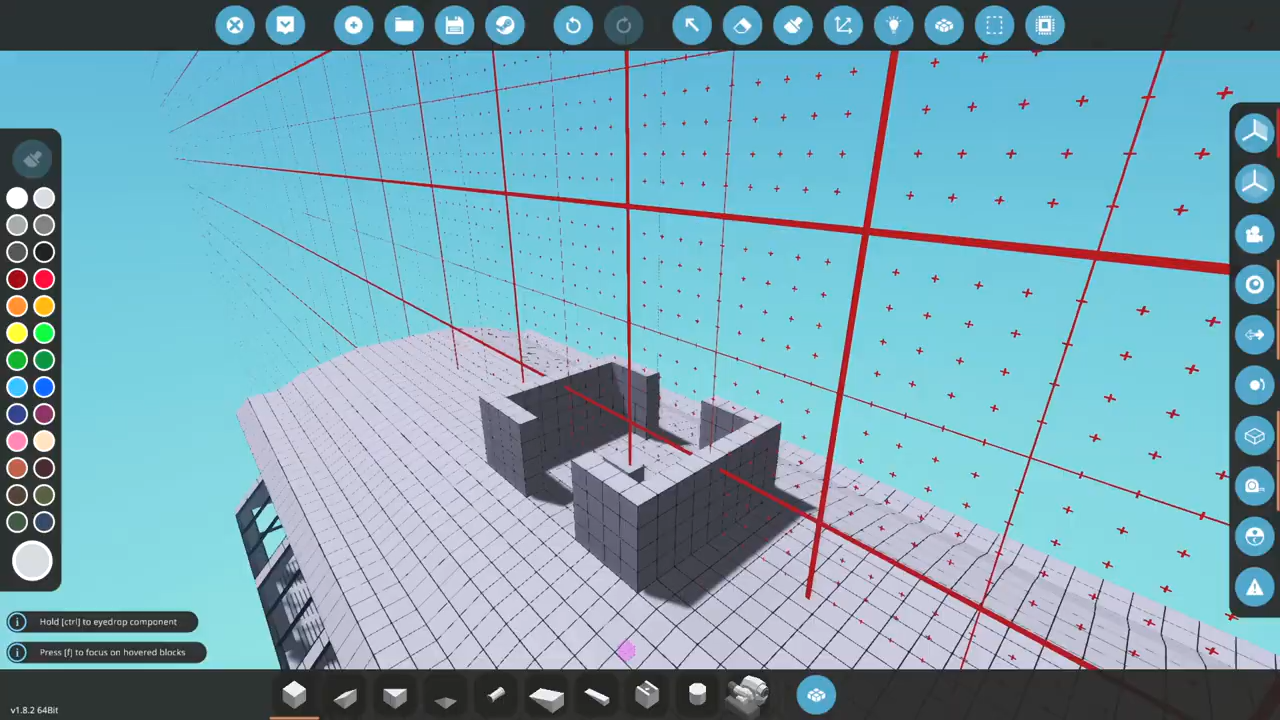 Hold [ctrl] to eyedrop component
Press [f] to focus on hovered blocks
v1.8.2 64Bit